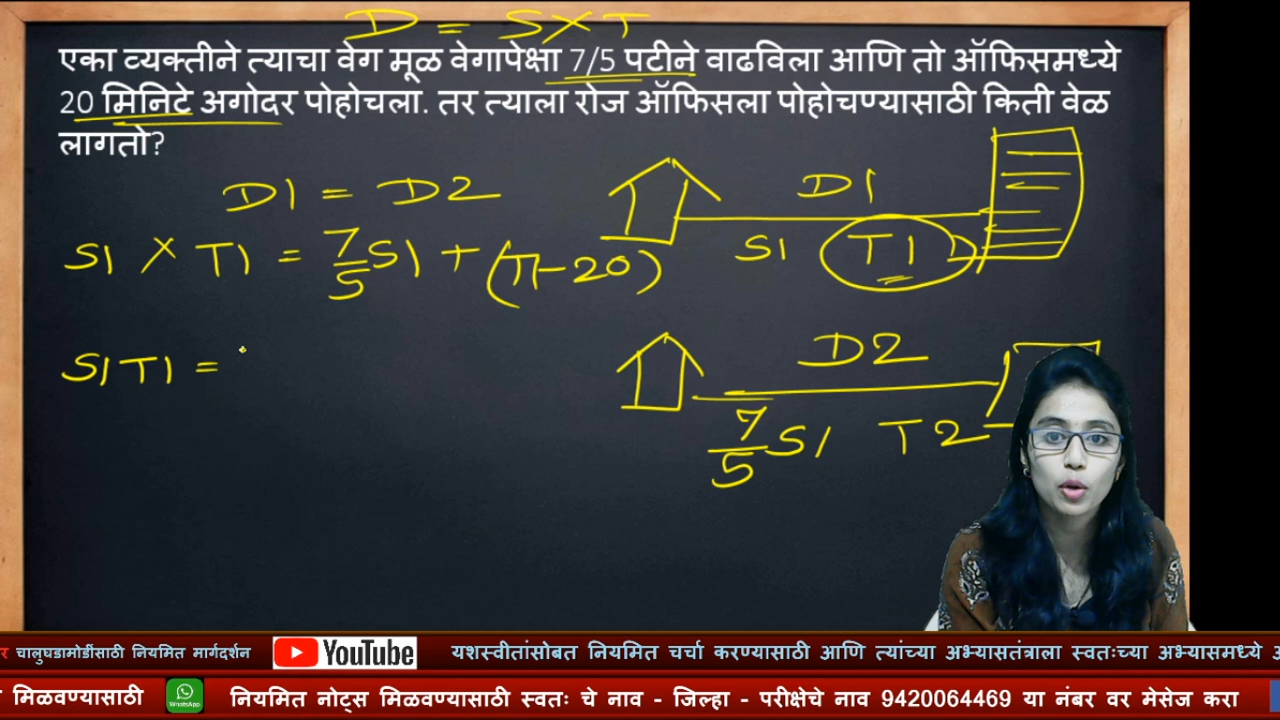 D = S X T
एका व्यक्तीने त्याचा वेग मूळ वेगापेक्षा 7/5 पटीने वाढविला आणि तो ऑफिसमध्ये
20 मिनिटे अगोदर पोहोचला. तर त्याला रोज ऑफिसला पोहोचण्यासाठी किती वेळ
लागतो?
D1 = D2
D1
S1 X T1 = 7/5 S1 + (T1-20)
S1 T1
S1 T1 =
D2
7/5 S1 T2
र चालुघडामोडींसाठी नियमित मार्गदर्शन YouTube यशस्वीतांसोबत नियमित चर्चा करण्यासाठी आणि त्यांच्या अभ्यासतंत्राला स्वतःच्या अभ्यासमध्ये
मिळवण्यासाठी WhatsApp नियमित नोट्स मिळवण्यासाठी स्वतः चे नाव - जिल्हा - परीक्षेचे नाव 9420064469 या नंबर वर मेसेज करा